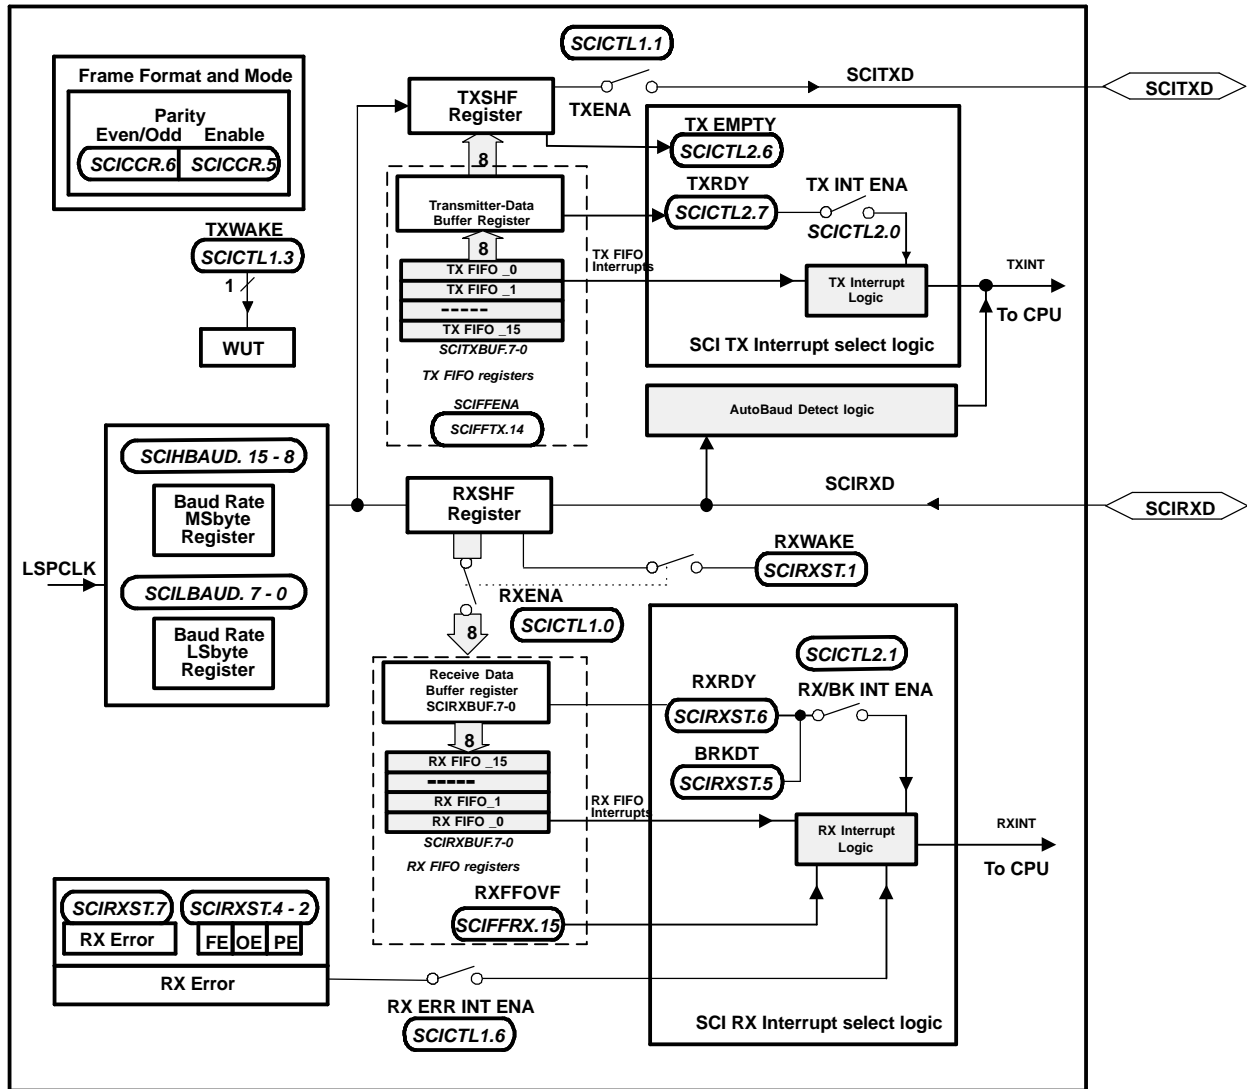 SCICTL1.1
Frame Format and Mode
Parity
Even/Odd Enable
SCICCR.6 SCICCR.5
TXSHF
Register
TXENA
SCITXD
SCITXD
TX EMPTY
SCICTL2.6
TXRDY
SCICTL2.7
TX INT ENA
SCICTL2.0
8
Transmitter-Data
Buffer Register
8
TX FIFO _0
TX FIFO _1
-----
TX FIFO _15
SCITXBUF.7-0
TX FIFO registers
SCIFFENA
SCIFFTX.14
TX FIFO
Interrupts
TX Interrupt
Logic
TXINT
To CPU
SCI TX Interrupt select logic
TXWAKE
SCICTL1.3
1
WUT
AutoBaud Detect logic
SCIHBAUD. 15 - 8
Baud Rate
MSbyte
Register
LSPCLK
SCILBAUD. 7 - 0
Baud Rate
LSbyte
Register
RXSHF
Register
SCIRXD
SCIRXD
RXWAKE
SCIRXST.1
RXENA
SCICTL1.0
8
Receive Data
Buffer register
SCIRXBUF.7-0
8
RX FIFO _15
-----
RX FIFO_1
RX FIFO _0
SCIRXBUF.7-0
RX FIFO registers
RXFFOVF
SCIFFRX.15
RX FIFO
Interrupts
SCICTL2.1
RXRDY
RX/BK INT ENA
SCIRXST.6
BRKDT
SCIRXST.5
RX Interrupt
Logic
RXINT
To CPU
SCI RX Interrupt select logic
SCIRXST.7 SCIRXST.4 - 2
RX Error FE OE PE
RX Error
RX ERR INT ENA
SCICTL1.6